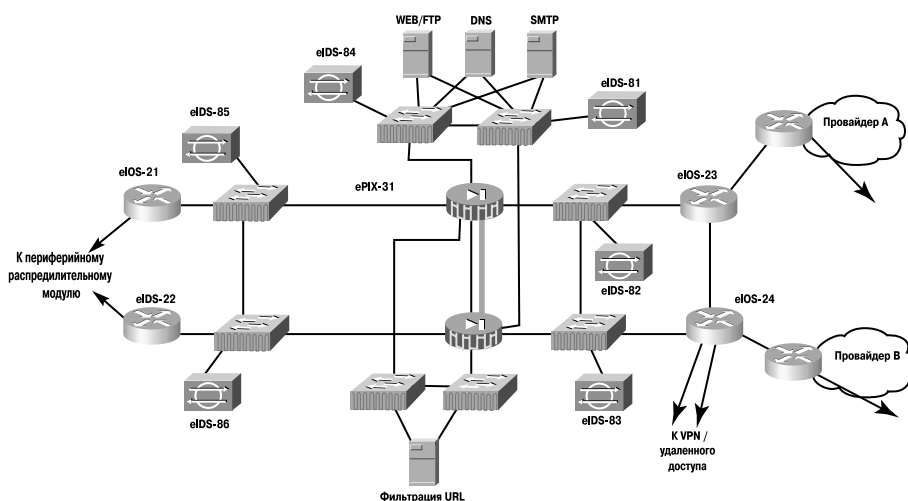 WEB/FTP
DNS
SMTP
eIDS-84
eIDS-81
eIDS-85
Провайдер А
eIOS-21
ePIX-31
eIOS-23
К периферийному
распредилительному
модулю
eIDS-82
eIDS-22
eIOS-24
Провайдер В
eIDS-86
eIDS-83
К VPN /
удаленного
доступа
Фильтрация URL